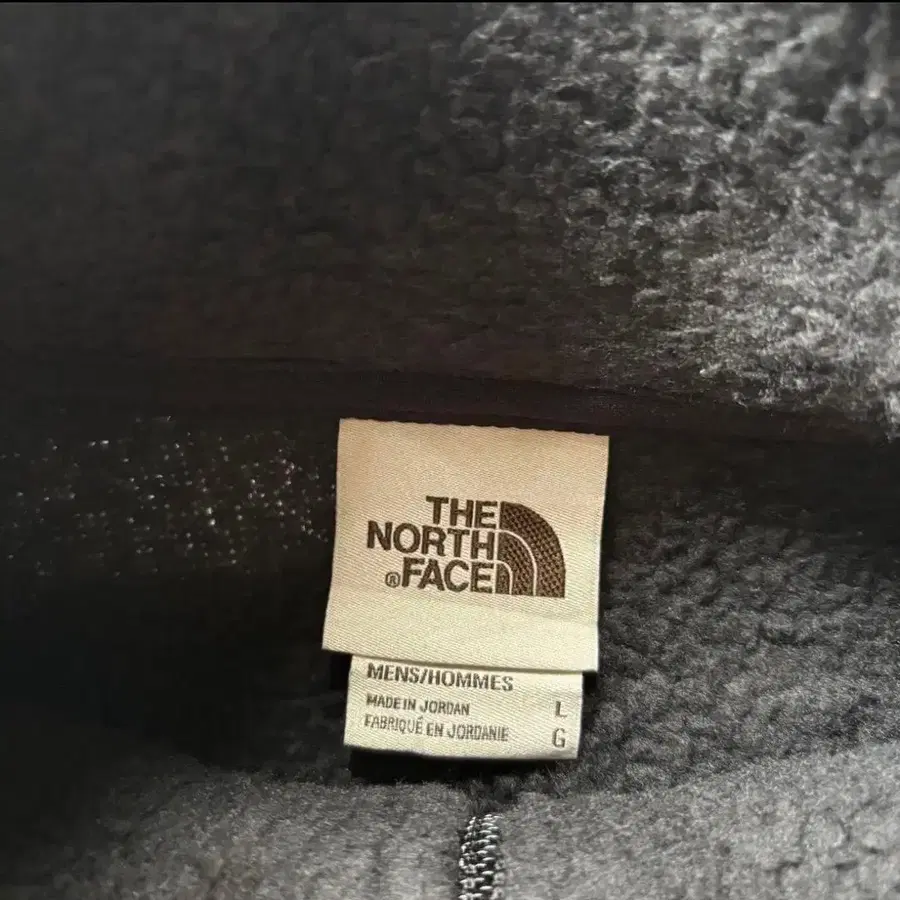 THE
NORTH
®FACE
MENS/HOMMES
MADE IN JORDAN L
FABRIQUÉ EN JORDANIE G